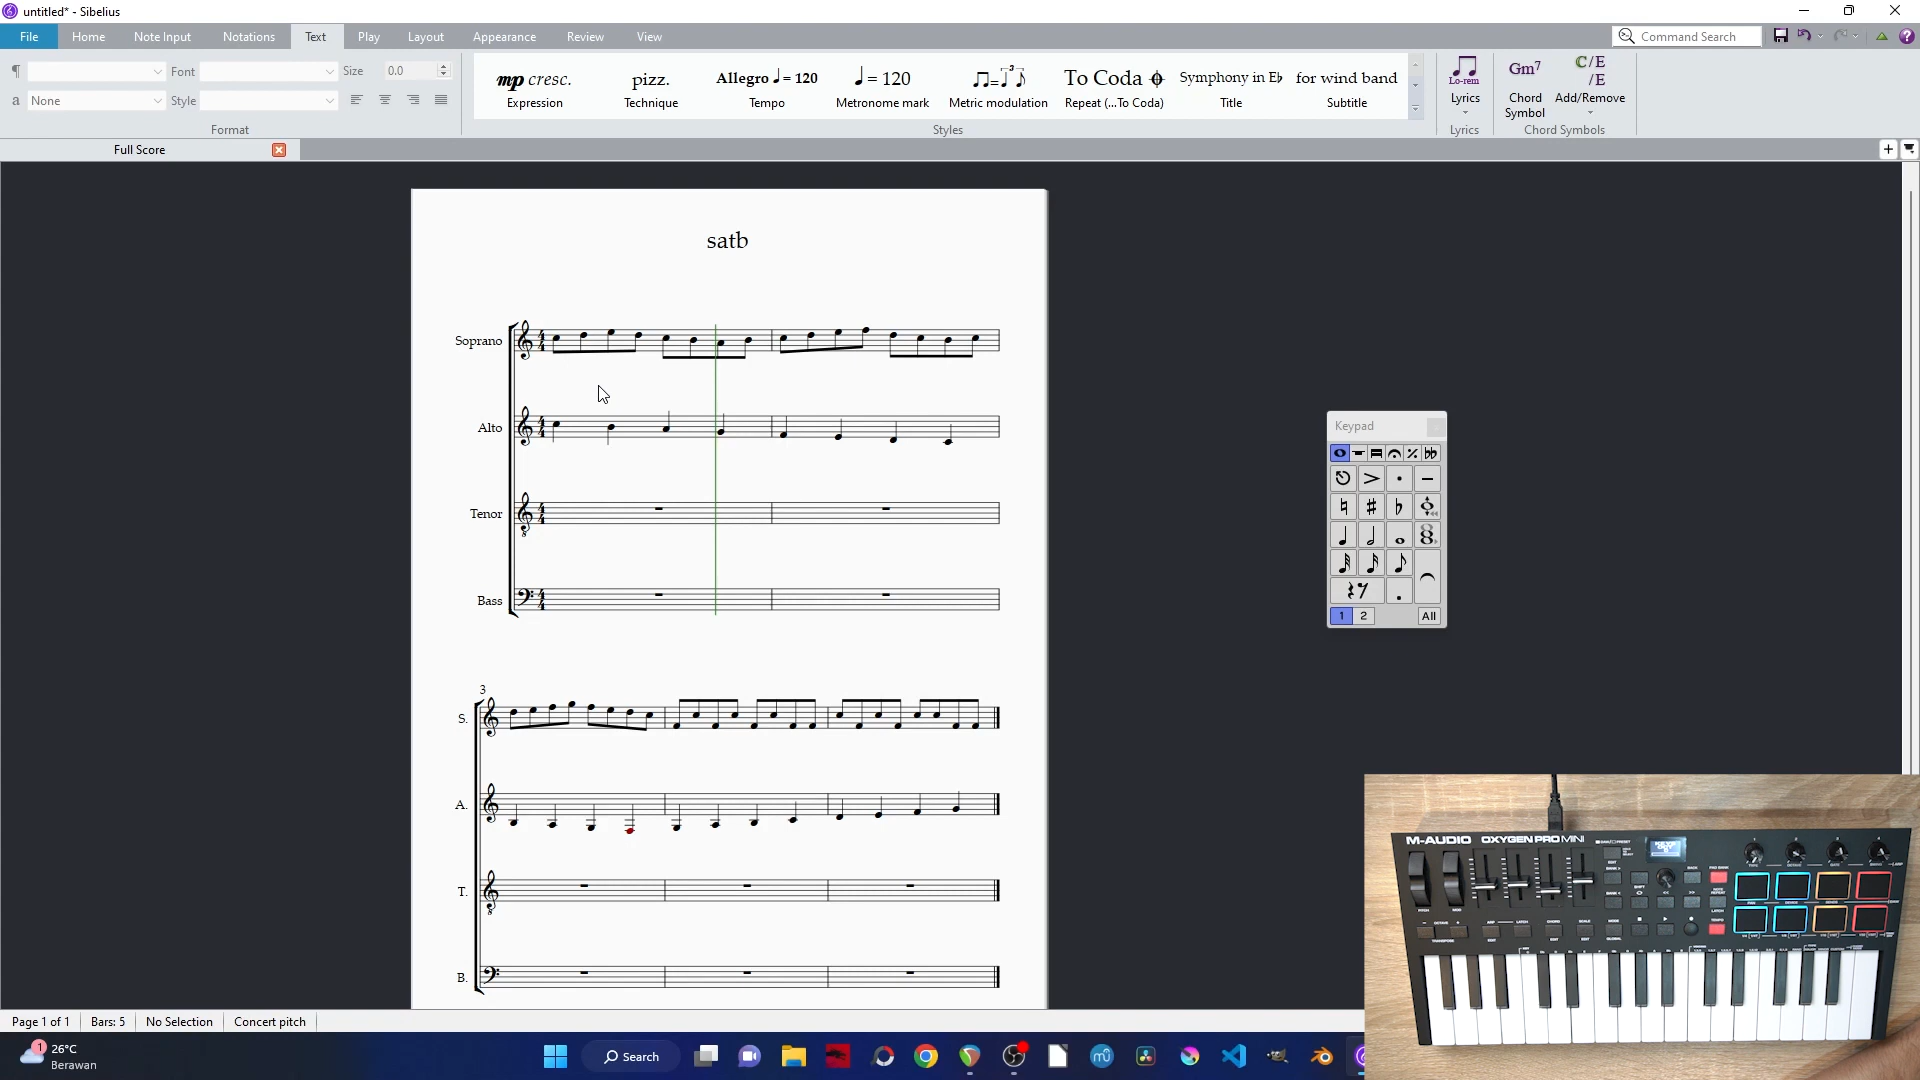 untitled* - Sibelius
File Home Note Input Notations Text Play Layout Appearance Review View Command Search
Font Size 0.0
a None Style
Format
mp cresc. pizz. Allegro = 120 = 120 3 To Coda Symphony in E♭ for wind band
Expression Technique Tempo Metronome mark Metric modulation Repeat (...To Coda) Title Subtitle
Styles
Lo-rem
Lyrics
Lyrics
Gm7
Chord Symbol
C/E
/E
Add/Remove
Chord Symbols
Full Score
satb
Soprano
Alto
Tenor
Bass
3
S.
A.
T.
B.
Keypad
1 2 All
Page 1 of 1 Bars: 5 No Selection Concert pitch
1
26°C
Berawan
Search
M-AUDIO OXYGEN PRO MINI